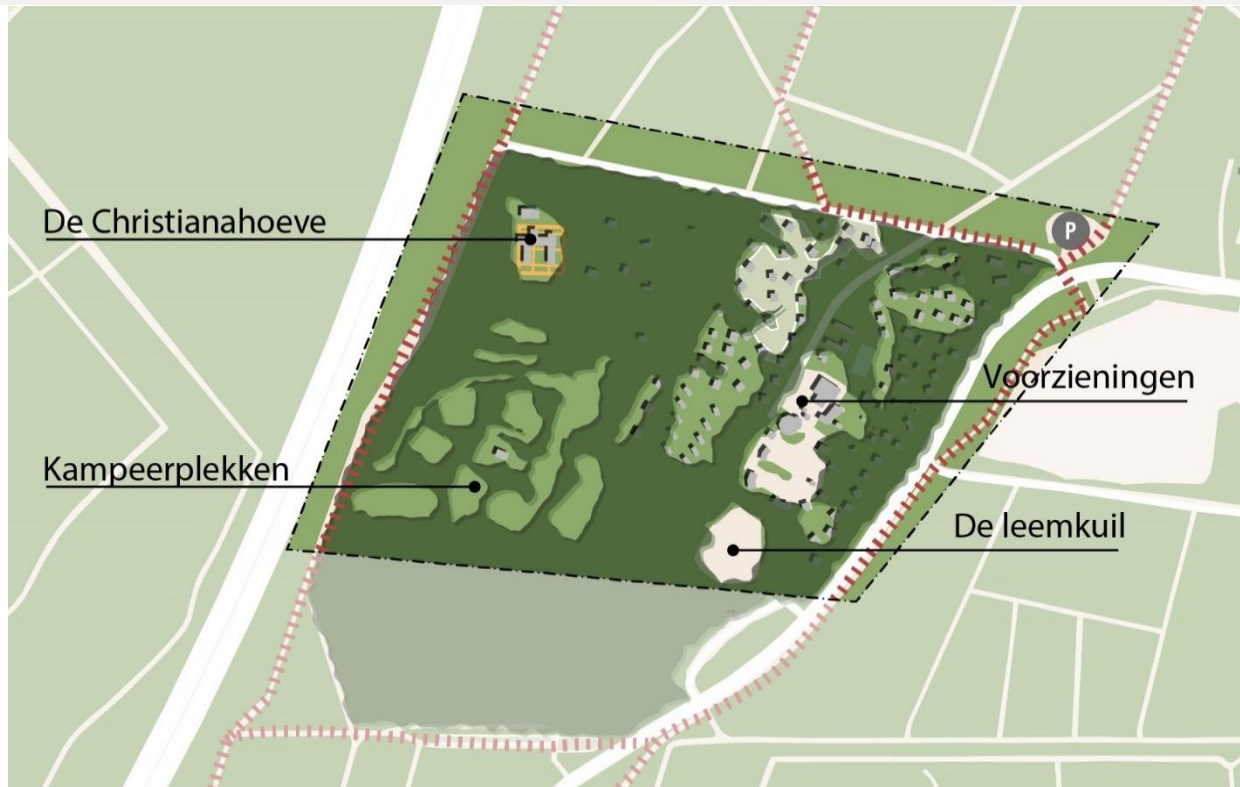 P
De Christianahoeve
Voorzieningen
Kampeerplekken
De leemkuil